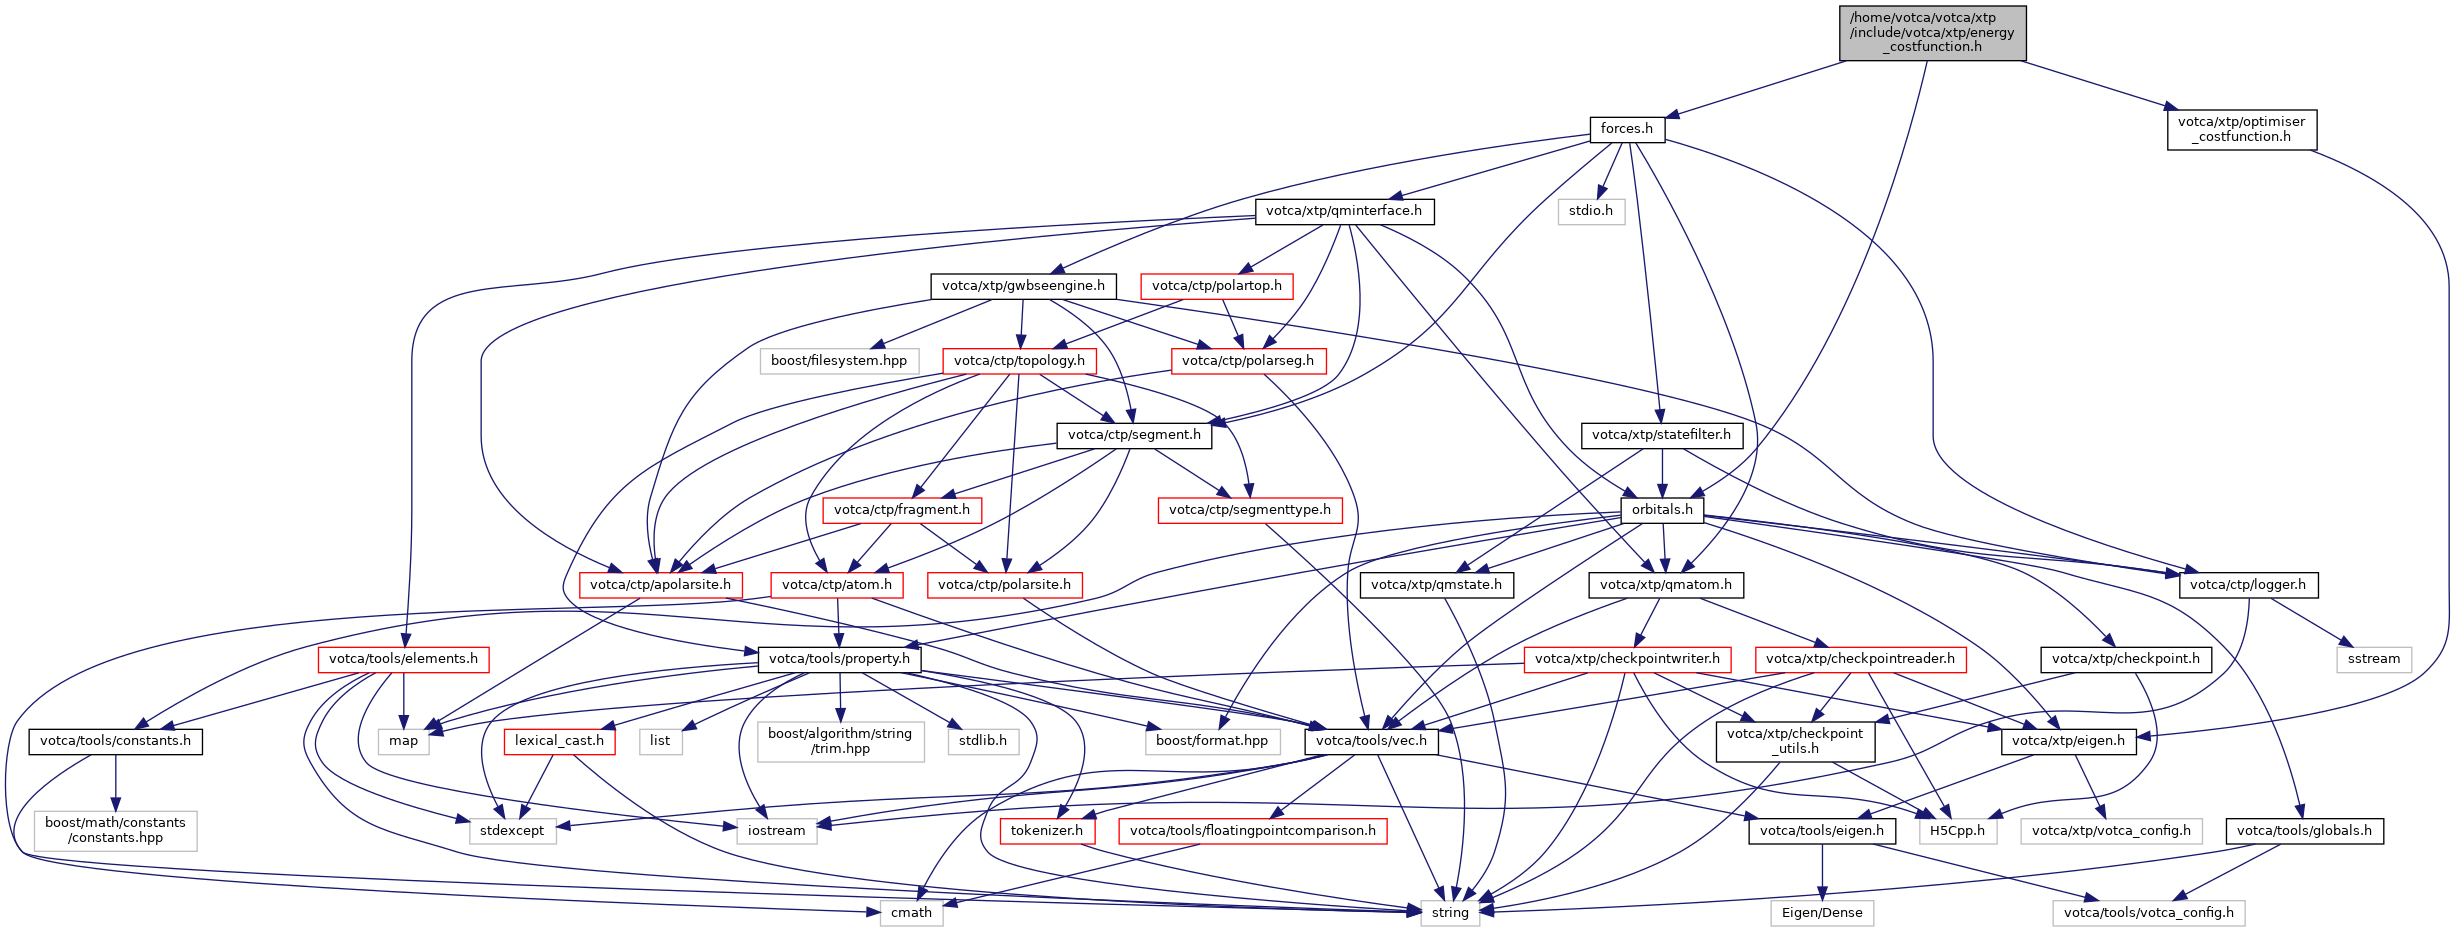 /home/votca/votca/xtp
/include/votca/xtp/energy
_costfunction.h
forces.h
votca/xtp/optimiser
_costfunction.h
votca/xtp/qminterface.h
stdio.h
votca/xtp/gwbseengine.h
votca/ctp/polartop.h
boost/filesystem.hpp
votca/ctp/topology.h
votca/ctp/polarseg.h
votca/ctp/segment.h
votca/xtp/statefilter.h
votca/ctp/fragment.h
votca/ctp/segmenttype.h
orbitals.h
votca/ctp/apolarsite.h
votca/ctp/atom.h
votca/ctp/polarsite.h
votca/xtp/qmstate.h
votca/xtp/qmatom.h
votca/ctp/logger.h
votca/tools/elements.h
votca/tools/property.h
votca/xtp/checkpointwriter.h
votca/xtp/checkpointreader.h
votca/xtp/checkpoint.h
sstream
votca/tools/constants.h
map
lexical_cast.h
list
boost/algorithm/string
/trim.hpp
stdlib.h
boost/format.hpp
votca/tools/vec.h
votca/xtp/checkpoint
_utils.h
votca/xtp/eigen.h
boost/math/constants
/constants.hpp
stdexcept
iostream
tokenizer.h
votca/tools/floatingpointcomparison.h
votca/tools/eigen.h
H5Cpp.h
votca/xtp/votca_config.h
votca/tools/globals.h
cmath
string
Eigen/Dense
votca/tools/votca_config.h